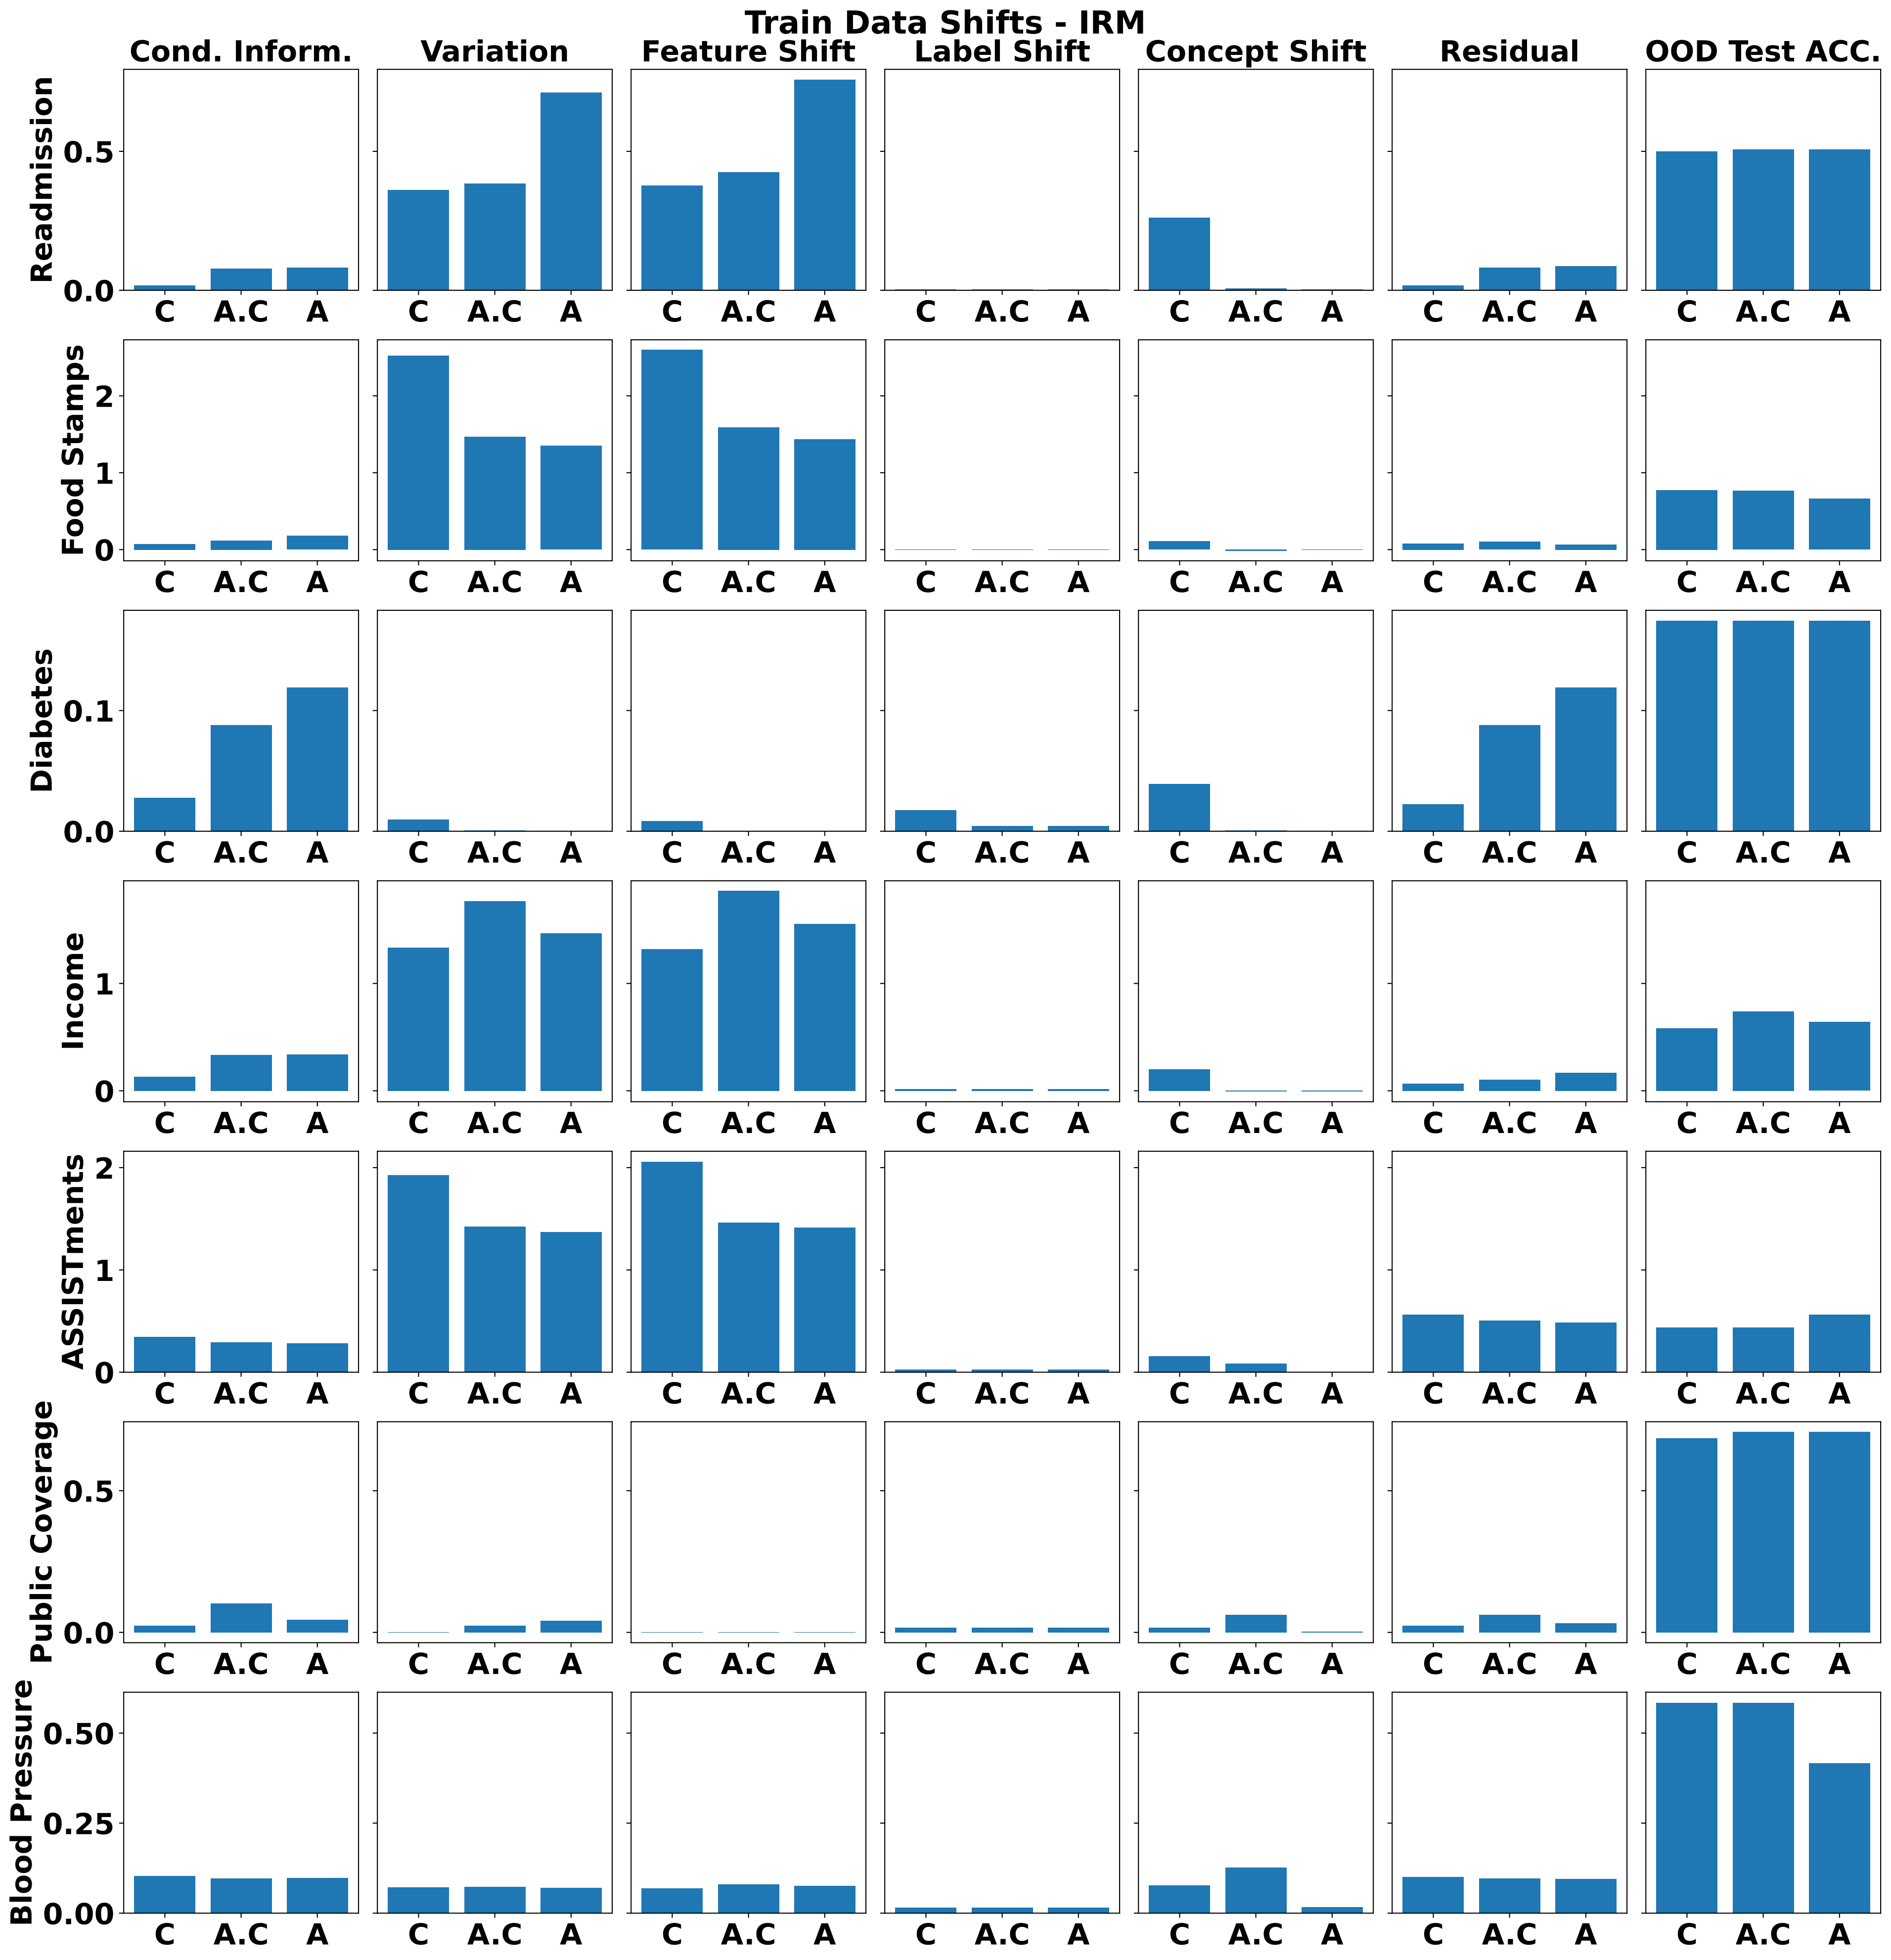 Train Data Shifts - IRM
Cond. Inform. Variation Feature Shift Label Shift Concept Shift Residual OOD Test ACC.
Readmission
0.5
0.0
C A.C A C A.C A C A.C A C A.C A C A.C A C A.C A C A.C A
Food Stamps
2
1
0
C A.C A C A.C A C A.C A C A.C A C A.C A C A.C A C A.C A
Diabetes
0.1
0.0
C A.C A C A.C A C A.C A C A.C A C A.C A C A.C A C A.C A
Income
1
0
C A.C A C A.C A C A.C A C A.C A C A.C A C A.C A C A.C A
ASSISTments
2
1
0
C A.C A C A.C A C A.C A C A.C A C A.C A C A.C A C A.C A
Public Coverage
0.5
0.0
C A.C A C A.C A C A.C A C A.C A C A.C A C A.C A C A.C A
Blood Pressure
0.50
0.25
0.00
C A.C A C A.C A C A.C A C A.C A C A.C A C A.C A C A.C A